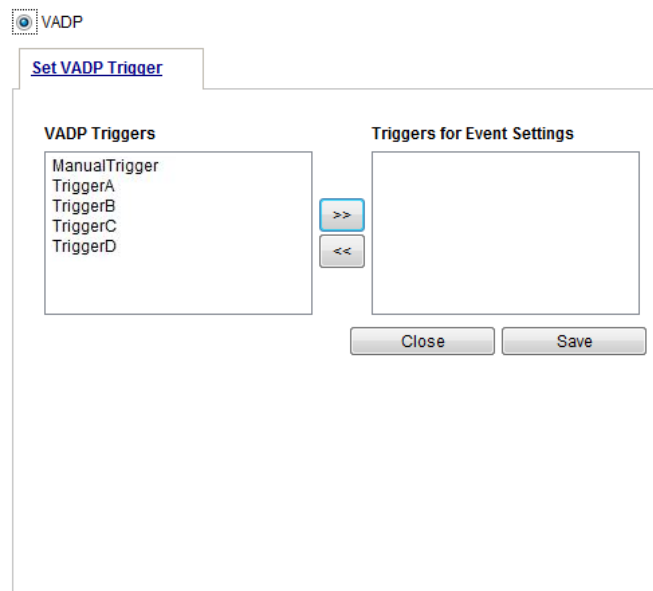 VADP
Set VADP Trigger
VADP Triggers
Triggers for Event Settings
ManualTrigger
TriggerA
TriggerB
TriggerC
TriggerD
>>
<<
Close
Save